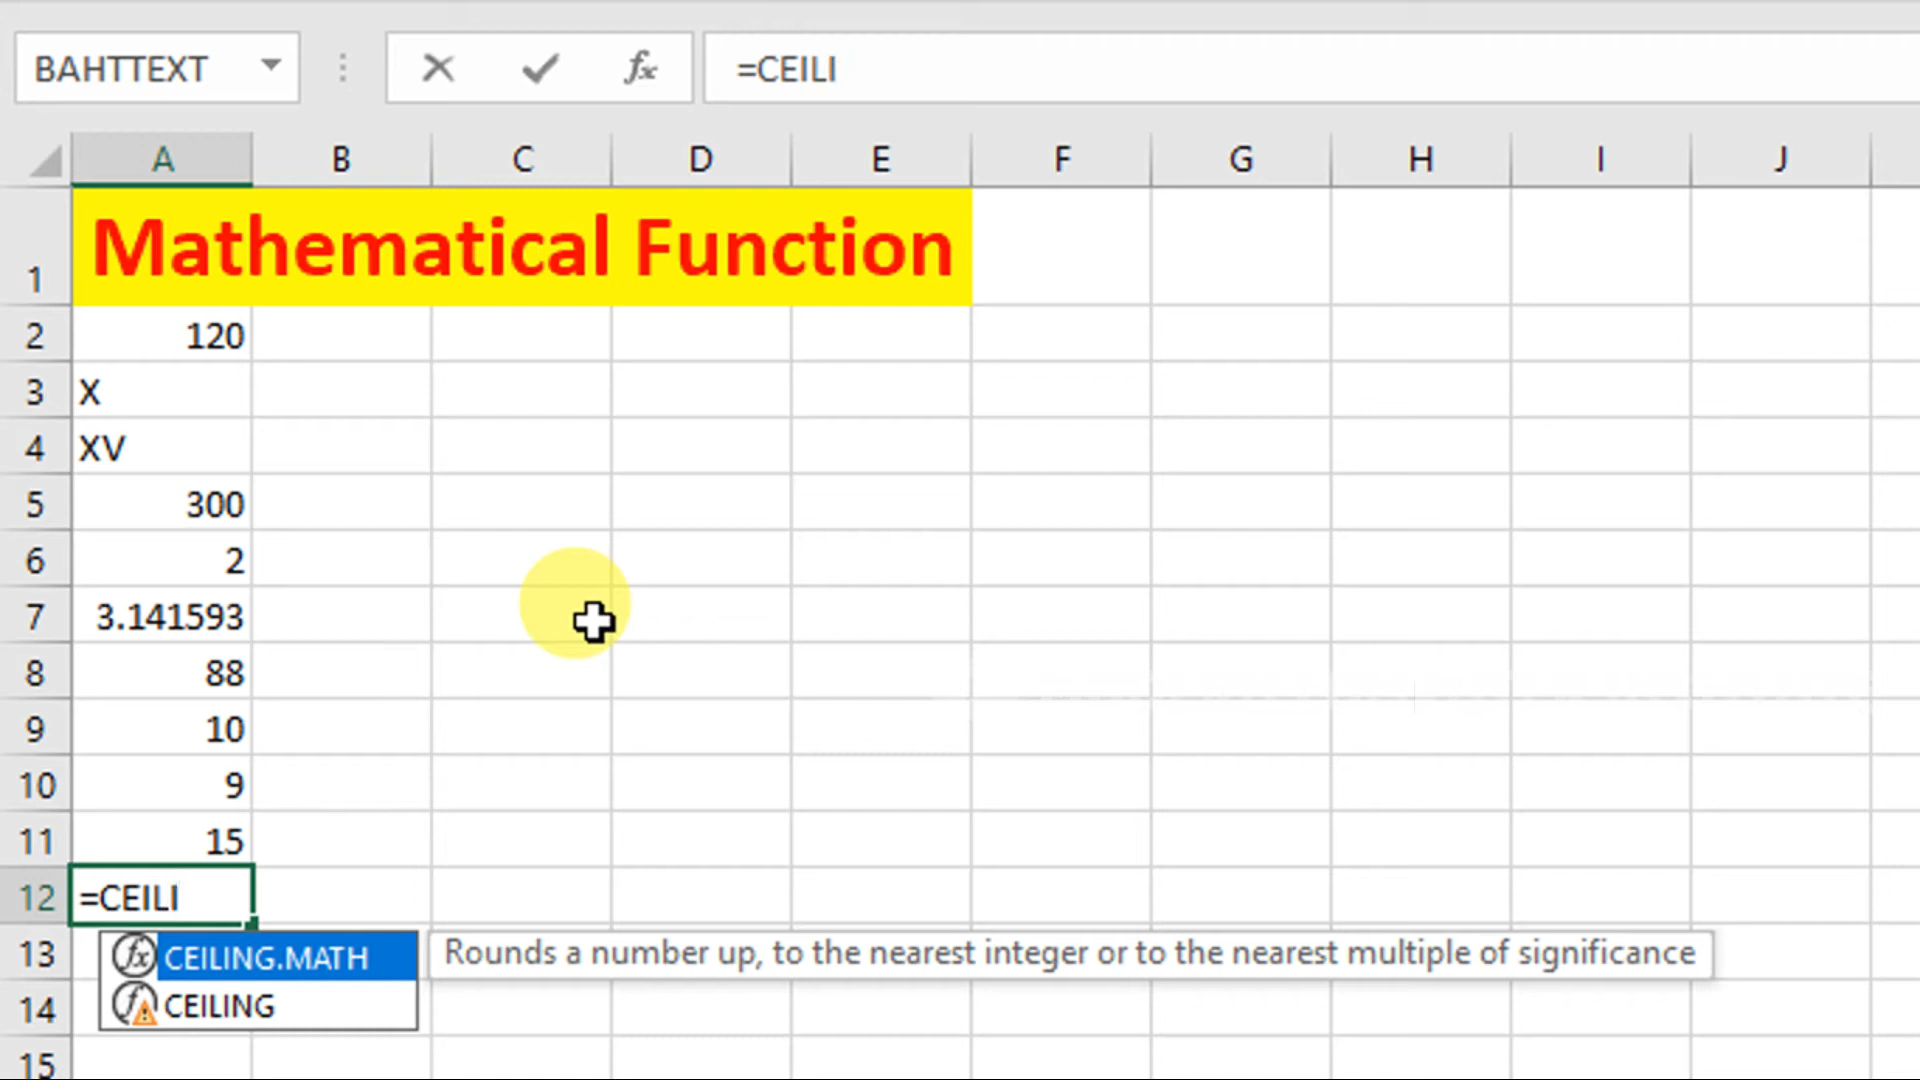 BAHTTEXT fx =CEILI
A B C D E F G H I J
1 Mathematical Function
2 120
3 X
4 XV
5 300
6 2
7 3.141593
8 88
9 10
10 9
11 15
12 =CEILI
13 fx CEILING.MATH Rounds a number up, to the nearest integer or to the nearest multiple of significance
14 CEILING
15